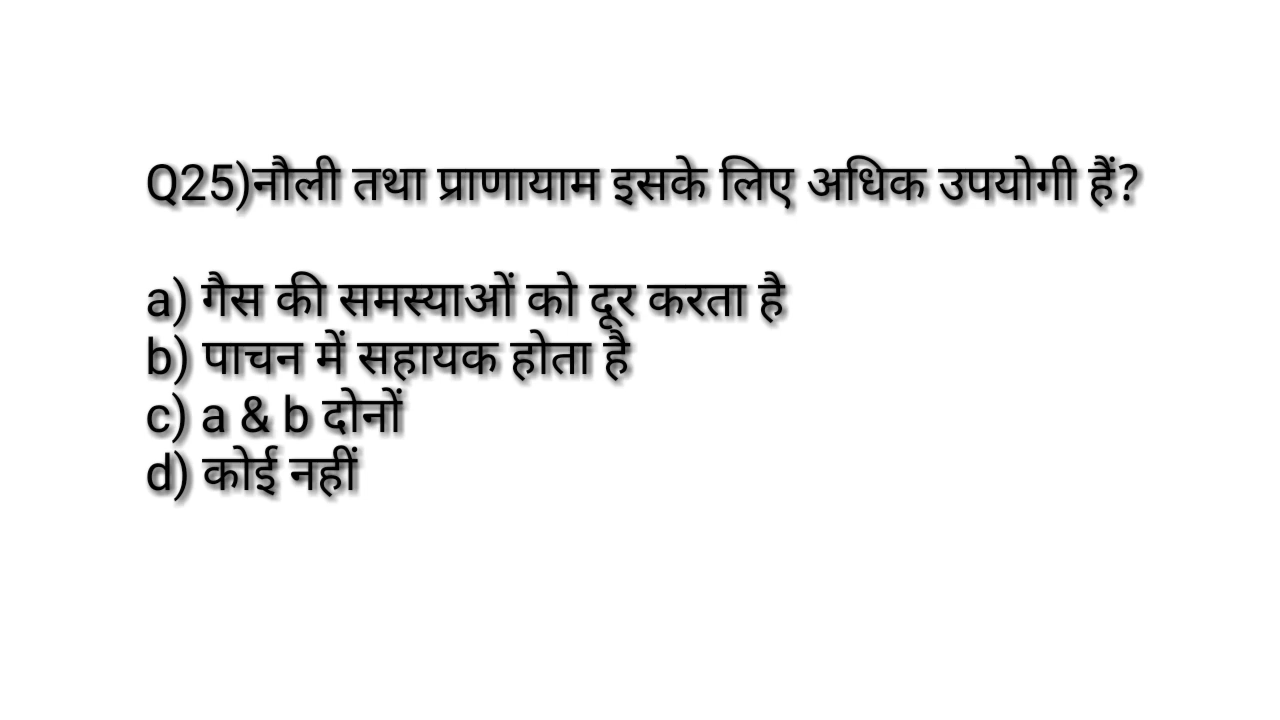 Q25)नौली तथा प्राणायाम इसके लिए अधिक उपयोगी हैं?
a) गैस की समस्याओं को दूर करता है
b) पाचन में सहायक होता है
c) a & b दोनों
d) कोई नहीं